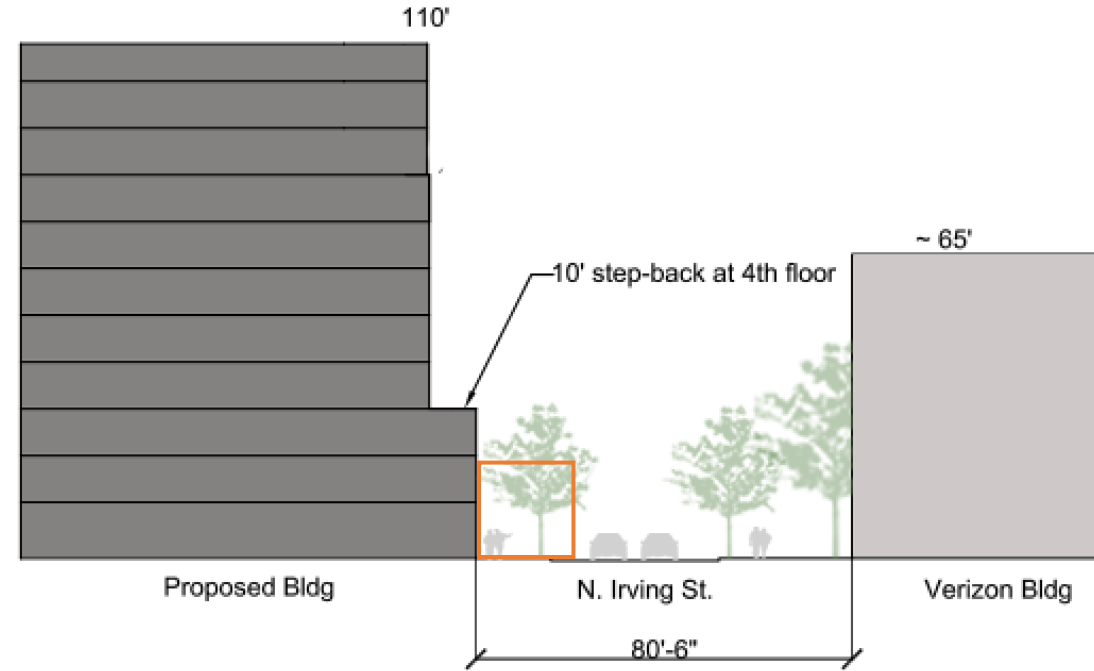 110'
~ 65'
10' step-back at 4th floor
Proposed Bldg
N. Irving St.
Verizon Bldg
80'-6"